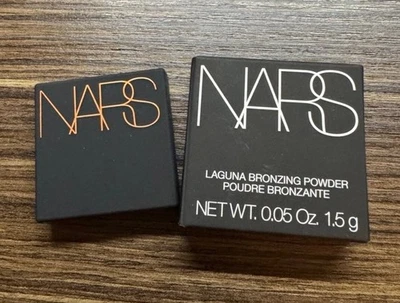 NARS
NARS
LAGUNA BRONZING POWDER
POUDRE BRONZANTE
NET WT. 0.05 Oz. 1.5 g